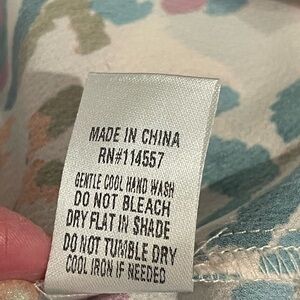 MADE IN CHINA
RN#114557
GENTLE COOL HAND WASH
DO NOT BLEACH
DRY FLAT IN SHADE
DO NOT TUMBLE DRY
COOL IRON IF NEEDED